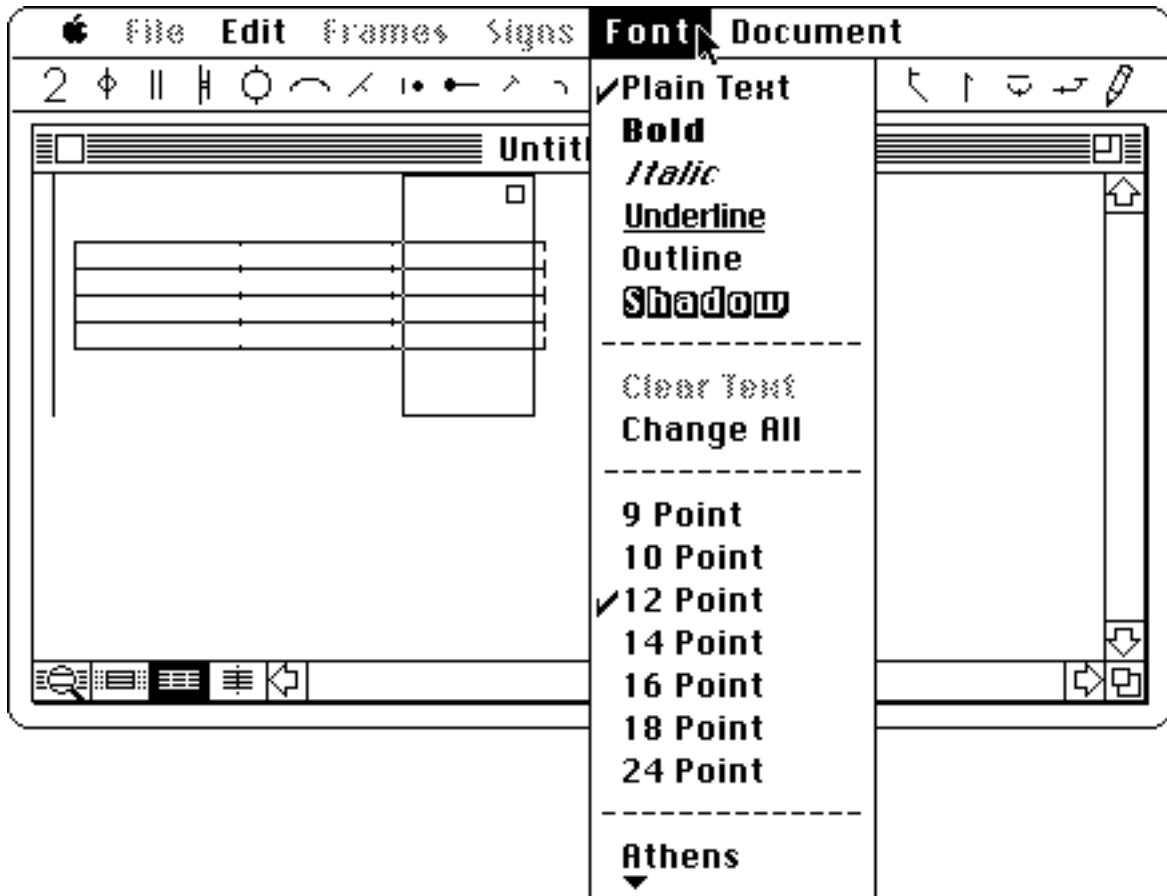 File Edit Frames Signs Font Document
2
Untitl
Plain Text
Bold
Italic
Underline
Outline
Shadow
Clear Text
Change All
9 Point
10 Point
12 Point
14 Point
16 Point
18 Point
24 Point
Athens